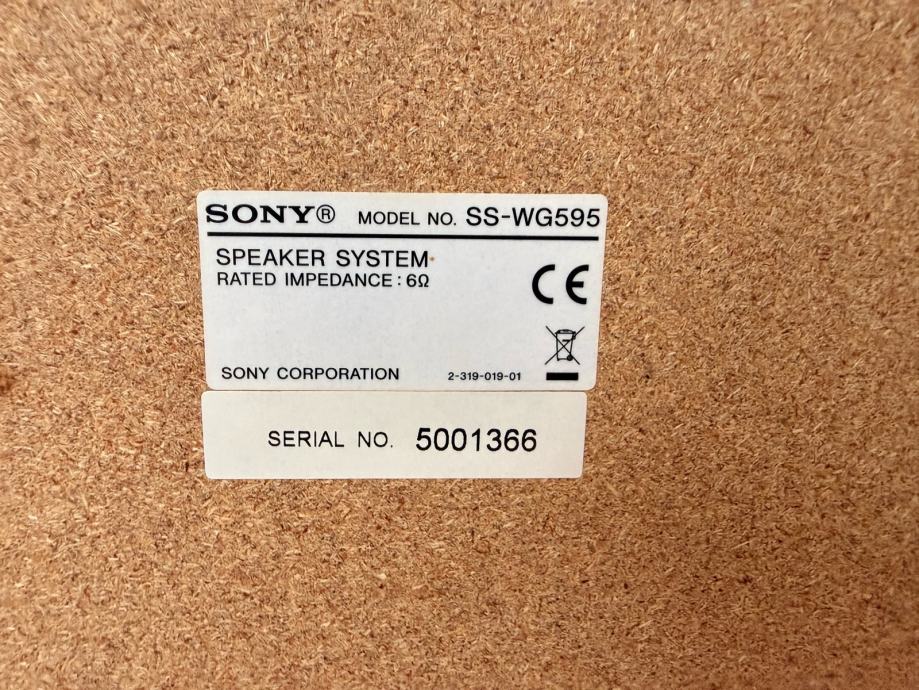 SONY® MODEL NO. SS-WG595
SPEAKER SYSTEM
RATED IMPEDANCE : 6Ω
CE
SONY CORPORATION 2-319-019-01
SERIAL NO. 5001366